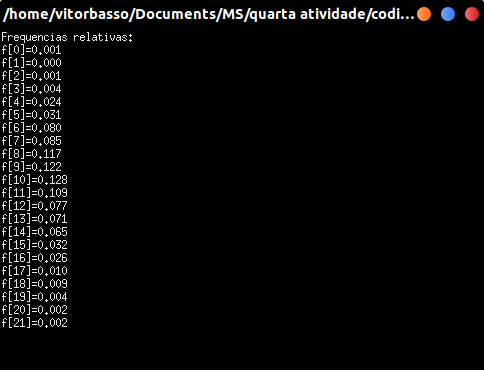 /home/vitorbasso/Documents/MS/quarta atividade/codi...
Frequencias relativas:
f[0]=0.001
f[1]=0.000
f[2]=0.001
f[3]=0.004
f[4]=0.024
f[5]=0.031
f[6]=0.080
f[7]=0.085
f[8]=0.117
f[9]=0.122
f[10]=0.128
f[11]=0.109
f[12]=0.077
f[13]=0.071
f[14]=0.065
f[15]=0.032
f[16]=0.026
f[17]=0.010
f[18]=0.009
f[19]=0.004
f[20]=0.002
f[21]=0.002